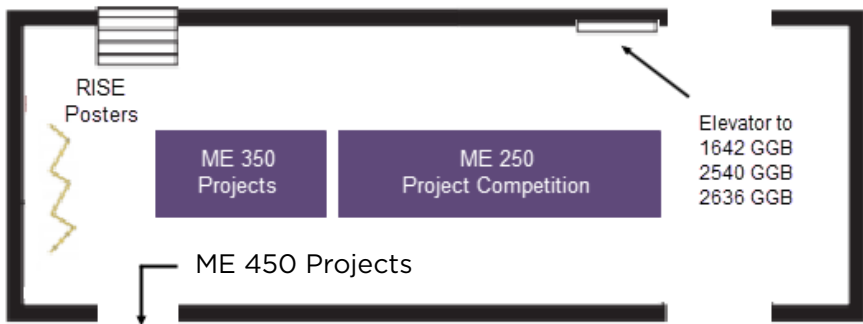 RISE
Posters
ME 350
Projects
ME 250
Project Competition
Elevator to
1642 GGB
2540 GGB
2636 GGB
ME 450 Projects